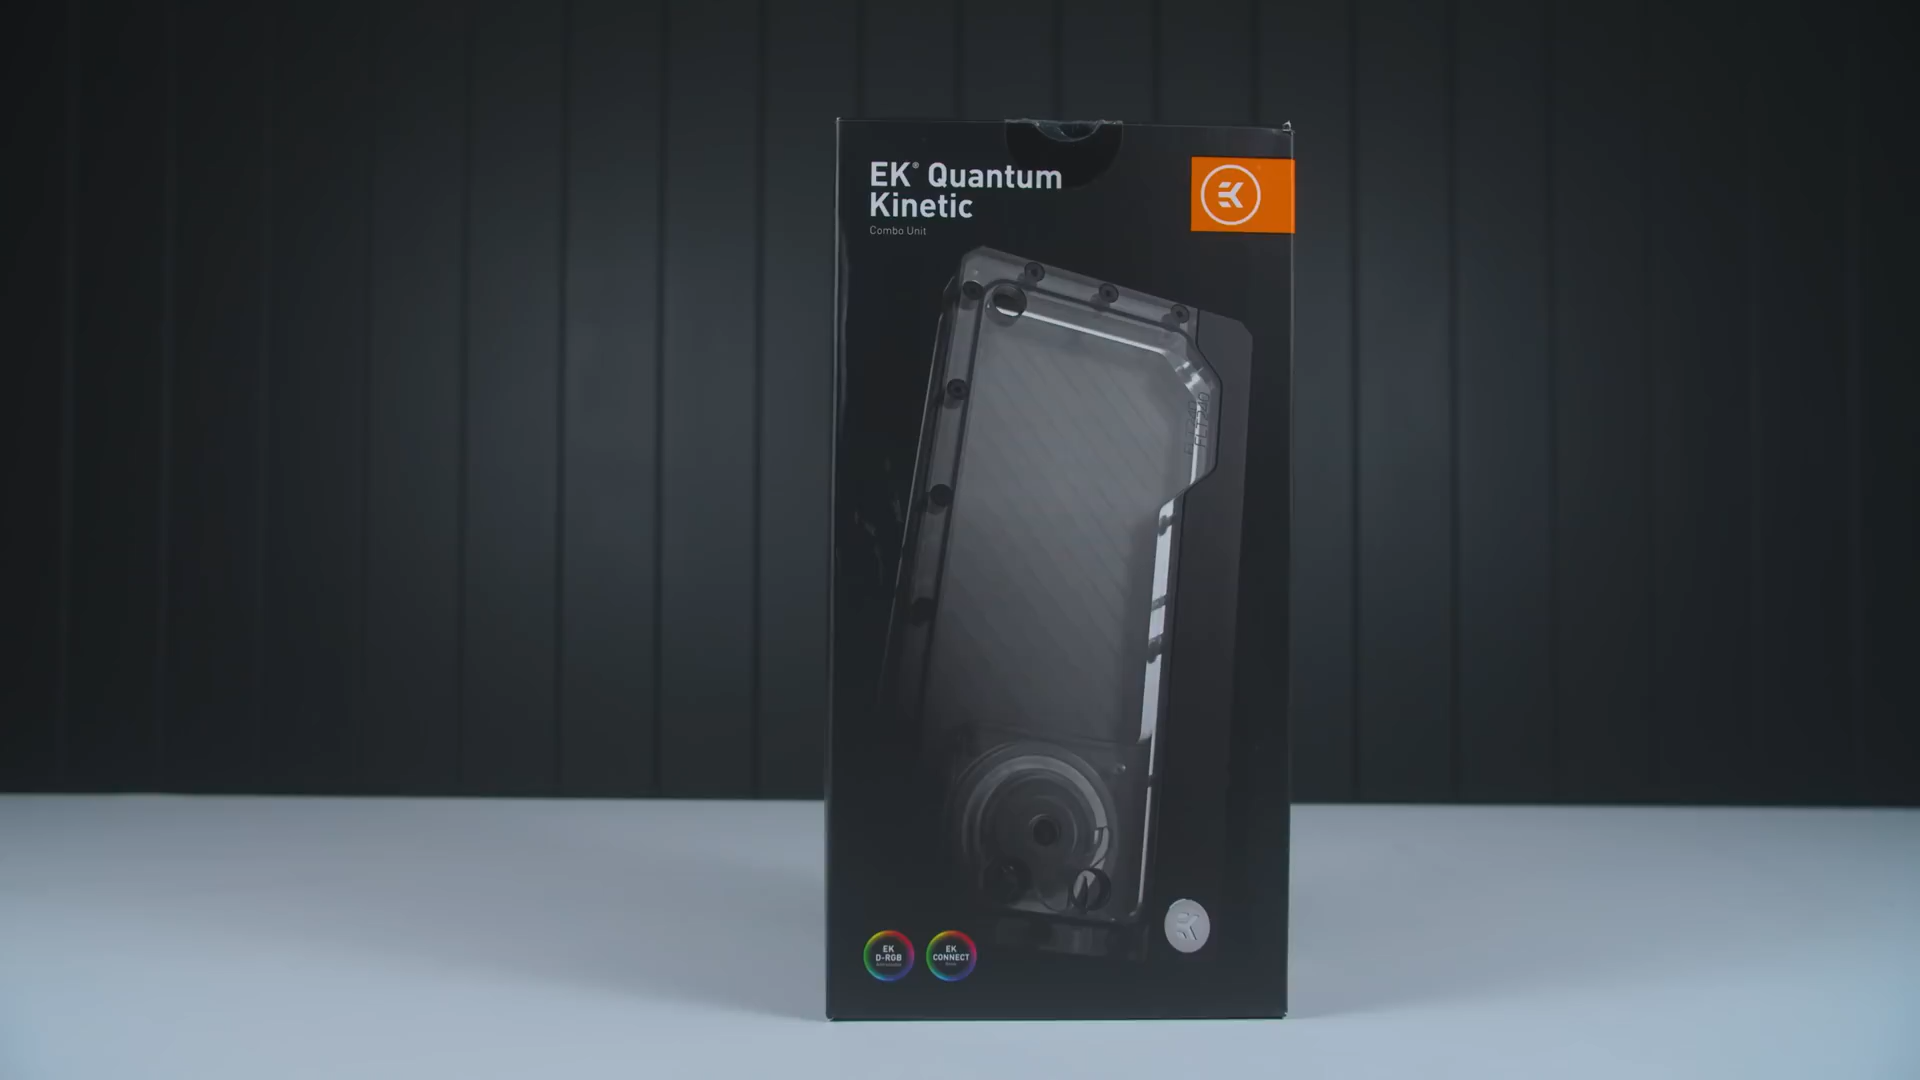 EK® Quantum
Kinetic
Combo Unit
EK
D-RGB
EK
CONNECT